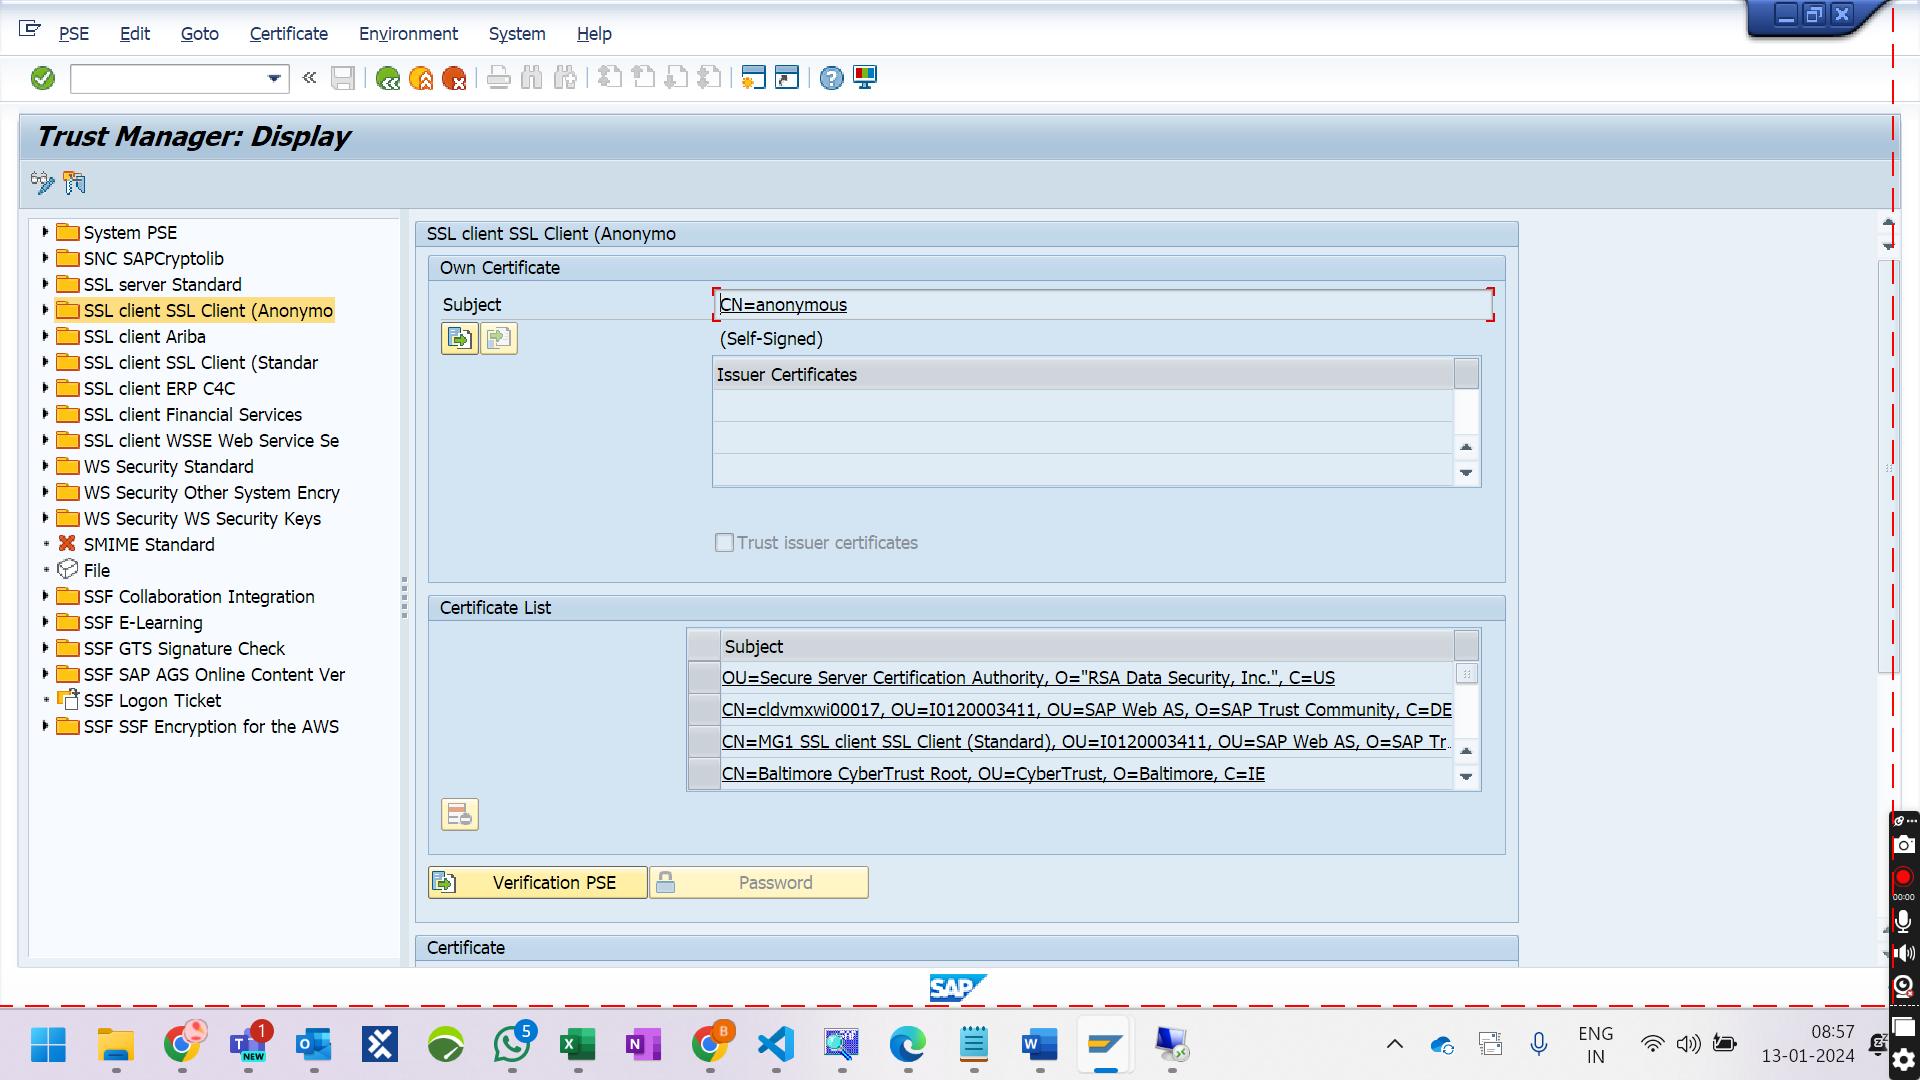 PSE Edit Goto Certificate Environment System Help
Trust Manager: Display
System PSE
SNC SAPCryptolib
SSL server Standard
SSL client SSL Client (Anonymo
SSL client Ariba
SSL client SSL Client (Standar
SSL client ERP C4C
SSL client Financial Services
SSL client WSSE Web Service Se
WS Security Standard
WS Security Other System Encry
WS Security WS Security Keys
SMIME Standard
File
SSF Collaboration Integration
SSF E-Learning
SSF GTS Signature Check
SSF SAP AGS Online Content Ver
SSF Logon Ticket
SSF SSF Encryption for the AWS
SSL client SSL Client (Anonymo
Own Certificate
Subject CN=anonymous
(Self-Signed)
Issuer Certificates
Trust issuer certificates
Certificate List
Subject
OU=Secure Server Certification Authority, O="RSA Data Security, Inc.", C=US
CN=cldvmxwi00017, OU=I0120003411, OU=SAP Web AS, O=SAP Trust Community, C=DE
CN=MG1 SSL client SSL Client (Standard), OU=I0120003411, OU=SAP Web AS, O=SAP Tr..
CN=Baltimore CyberTrust Root, OU=CyberTrust, O=Baltimore, C=IE
Verification PSE Password
Certificate
SAP
00:00
1
NEW
5
B
ENG
IN
08:57
13-01-2024